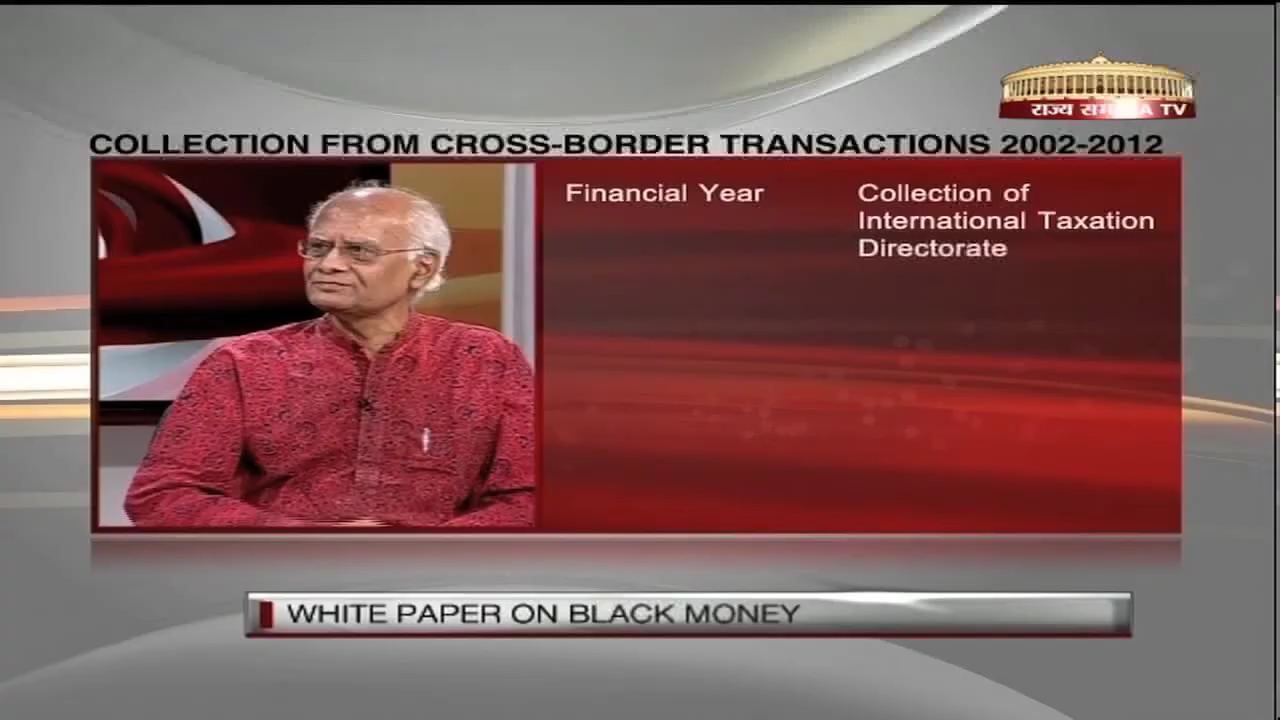 राज्य सभा TV
COLLECTION FROM CROSS-BORDER TRANSACTIONS 2002-2012
Financial Year
Collection of
International Taxation
Directorate
WHITE PAPER ON BLACK MONEY